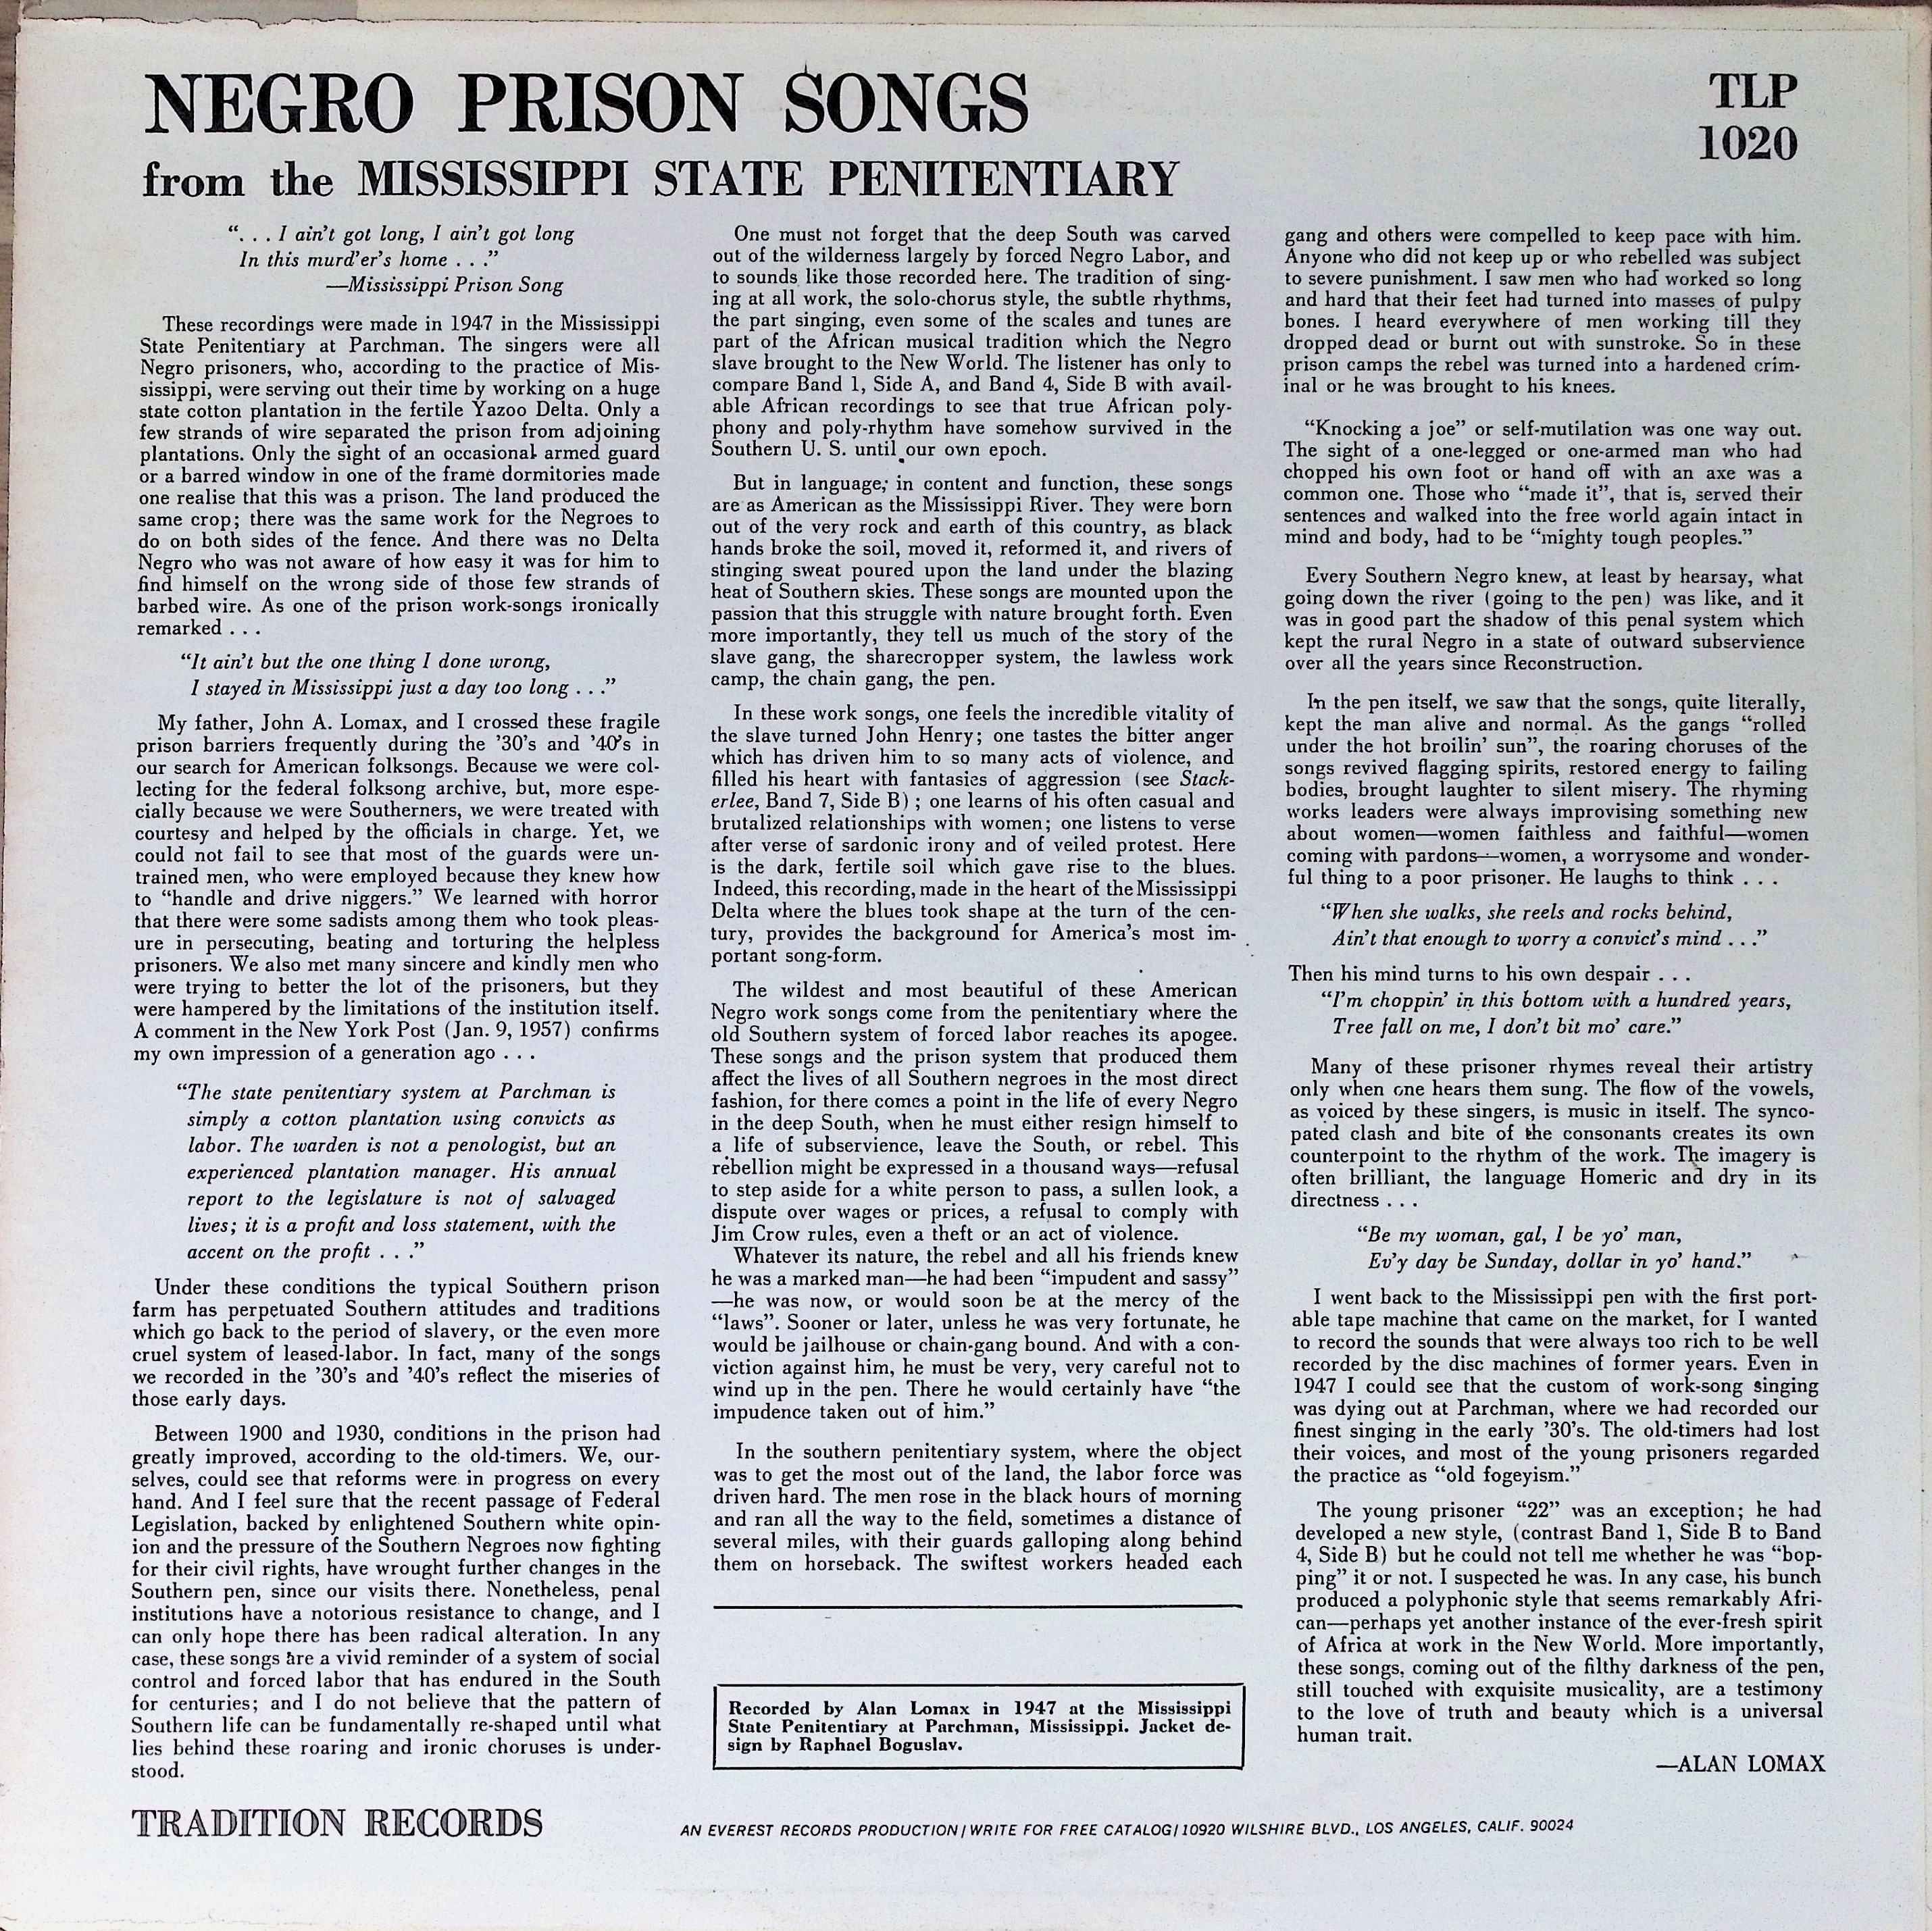 NEGRO PRISON SONGS
from the MISSISSIPPI STATE PENITENTIARY
TLP
1020
“. . . I ain’t got long, I ain’t got long
In this murd’er’s home . . .”
—Mississippi Prison Song
These recordings were made in 1947 in the Mississippi
State Penitentiary at Parchman. The singers were all
Negro prisoners, who, according to the practice of Mis-
sissippi, were serving out their time by working on a huge
state cotton plantation in the fertile Yazoo Delta. Only a
few strands of wire separated the prison from adjoining
plantations. Only the sight of an occasional armed guard
or a barred window in one of the frame dormitories made
one realise that this was a prison. The land produced the
same crop; there was the same work for the Negroes to
do on both sides of the fence. And there was no Delta
Negro who was not aware of how easy it was for him to
find himself on the wrong side of those few strands of
barbed wire. As one of the prison work-songs ironically
remarked . . .
“It ain’t but the one thing I done wrong,
I stayed in Mississippi just a day too long . . .”
My father, John A. Lomax, and I crossed these fragile
prison barriers frequently during the ’30’s and ’40’s in
our search for American folksongs. Because we were col-
lecting for the federal folksong archive, but, more espe-
cially because we were Southerners, we were treated with
courtesy and helped by the officials in charge. Yet, we
could not fail to see that most of the guards were un-
trained men, who were employed because they knew how
to “handle and drive niggers.” We learned with horror
that there were some sadists among them who took pleas-
ure in persecuting, beating and torturing the helpless
prisoners. We also met many sincere and kindly men who
were trying to better the lot of the prisoners, but they
were hampered by the limitations of the institution itself.
A comment in the New York Post (Jan. 9, 1957) confirms
my own impression of a generation ago . . .
“The state penitentiary system at Parchman is
simply a cotton plantation using convicts as
labor. The warden is not a penologist, but an
experienced plantation manager. His annual
report to the legislature is not of salvaged
lives; it is a profit and loss statement, with the
accent on the profit . . .”
Under these conditions the typical Southern prison
farm has perpetuated Southern attitudes and traditions
which go back to the period of slavery, or the even more
cruel system of leased-labor. In fact, many of the songs
we recorded in the ’30’s and ’40’s reflect the miseries of
those early days.
Between 1900 and 1930, conditions in the prison had
greatly improved, according to the old-timers. We, our-
selves, could see that reforms were in progress on every
hand. And I feel sure that the recent passage of Federal
Legislation, backed by enlightened Southern white opin-
ion and the pressure of the Southern Negroes now fighting
for their civil rights, have wrought further changes in the
Southern pen, since our visits there. Nonetheless, penal
institutions have a notorious resistance to change, and I
can only hope there has been radical alteration. In any
case, these songs are a vivid reminder of a system of social
control and forced labor that has endured in the South
for centuries; and I do not believe that the pattern of
Southern life can be fundamentally re-shaped until what
lies behind these roaring and ironic choruses is under-
stood.
One must not forget that the deep South was carved
out of the wilderness largely by forced Negro Labor, and
to sounds like those recorded here. The tradition of sing-
ing at all work, the solo-chorus style, the subtle rhythms,
the part singing, even some of the scales and tunes are
part of the African musical tradition which the Negro
slave brought to the New World. The listener has only to
compare Band 1, Side A, and Band 4, Side B with avail-
able African recordings to see that true African poly-
phony and poly-rhythm have somehow survived in the
Southern U. S. until our own epoch.
But in language, in content and function, these songs
are as American as the Mississippi River. They were born
out of the very rock and earth of this country, as black
hands broke the soil, moved it, reformed it, and rivers of
stinging sweat poured upon the land under the blazing
heat of Southern skies. These songs are mounted upon the
passion that this struggle with nature brought forth. Even
more importantly, they tell us much of the story of the
slave gang, the sharecropper system, the lawless work
camp, the chain gang, the pen.
In these work songs, one feels the incredible vitality of
the slave turned John Henry; one tastes the bitter anger
which has driven him to so many acts of violence, and
filled his heart with fantasies of aggression (see Stack-
erlee, Band 7, Side B) ; one learns of his often casual and
brutalized relationships with women; one listens to verse
after verse of sardonic irony and of veiled protest. Here
is the dark, fertile soil which gave rise to the blues.
Indeed, this recording, made in the heart of the Mississippi
Delta where the blues took shape at the turn of the cen-
tury, provides the background for America’s most im-
portant song-form.
The wildest and most beautiful of these American
Negro work songs come from the penitentiary where the
old Southern system of forced labor reaches its apogee.
These songs and the prison system that produced them
affect the lives of all Southern negroes in the most direct
fashion, for there comes a point in the life of every Negro
in the deep South, when he must either resign himself to
a life of subservience, leave the South, or rebel. This
rebellion might be expressed in a thousand ways—refusal
to step aside for a white person to pass, a sullen look, a
dispute over wages or prices, a refusal to comply with
Jim Crow rules, even a theft or an act of violence.
Whatever its nature, the rebel and all his friends knew
he was a marked man—he had been “impudent and sassy”
—he was now, or would soon be at the mercy of the
“laws”. Sooner or later, unless he was very fortunate, he
would be jailhouse or chain-gang bound. And with a con-
viction against him, he must be very, very careful not to
wind up in the pen. There he would certainly have “the
impudence taken out of him.”
In the southern penitentiary system, where the object
was to get the most out of the land, the labor force was
driven hard. The men rose in the black hours of morning
and ran all the way to the field, sometimes a distance of
several miles, with their guards galloping along behind
them on horseback. The swiftest workers headed each
Recorded by Alan Lomax in 1947 at the Mississippi
State Penitentiary at Parchman, Mississippi. Jacket de-
sign by Raphael Boguslav.
gang and others were compelled to keep pace with him.
Anyone who did not keep up or who rebelled was subject
to severe punishment. I saw men who had worked so long
and hard that their feet had turned into masses of pulpy
bones. I heard everywhere of men working till they
dropped dead or burnt out with sunstroke. So in these
prison camps the rebel was turned into a hardened crim-
inal or he was brought to his knees.
“Knocking a joe” or self-mutilation was one way out.
The sight of a one-legged or one-armed man who had
chopped his own foot or hand off with an axe was a
common one. Those who “made it”, that is, served their
sentences and walked into the free world again intact in
mind and body, had to be “mighty tough peoples.”
Every Southern Negro knew, at least by hearsay, what
going down the river (going to the pen) was like, and it
was in good part the shadow of this penal system which
kept the rural Negro in a state of outward subservience
over all the years since Reconstruction.
In the pen itself, we saw that the songs, quite literally,
kept the man alive and normal. As the gangs “rolled
under the hot broilin’ sun”, the roaring choruses of the
songs revived flagging spirits, restored energy to failing
bodies, brought laughter to silent misery. The rhyming
works leaders were always improvising something new
about women—women faithless and faithful—women
coming with pardons—women, a worrysome and wonder-
ful thing to a poor prisoner. He laughs to think . . .
“When she walks, she reels and rocks behind,
Ain’t that enough to worry a convict’s mind . . .”
Then his mind turns to his own despair . . .
“I’m choppin’ in this bottom with a hundred years,
Tree fall on me, I don’t bit mo’ care.”
Many of these prisoner rhymes reveal their artistry
only when one hears them sung. The flow of the vowels,
as voiced by these singers, is music in itself. The synco-
pated clash and bite of the consonants creates its own
counterpoint to the rhythm of the work. The imagery is
often brilliant, the language Homeric and dry in its
directness . . .
“Be my woman, gal, I be yo’ man,
Ev’y day be Sunday, dollar in yo’ hand.”
I went back to the Mississippi pen with the first port-
able tape machine that came on the market, for I wanted
to record the sounds that were always too rich to be well
recorded by the disc machines of former years. Even in
1947 I could see that the custom of work-song singing
was dying out at Parchman, where we had recorded our
finest singing in the early ’30’s. The old-timers had lost
their voices, and most of the young prisoners regarded
the practice as “old fogeyism.”
The young prisoner “22” was an exception; he had
developed a new style, (contrast Band 1, Side B to Band
4, Side B) but he could not tell me whether he was “bop-
ping” it or not. I suspected he was. In any case, his bunch
produced a polyphonic style that seems remarkably Afri-
can—perhaps yet another instance of the ever-fresh spirit
of Africa at work in the New World. More importantly,
these songs, coming out of the filthy darkness of the pen,
still touched with exquisite musicality, are a testimony
to the love of truth and beauty which is a universal
human trait.
—ALAN LOMAX
TRADITION RECORDS
AN EVEREST RECORDS PRODUCTION/WRITE FOR FREE CATALOG/10920 WILSHIRE BLVD., LOS ANGELES, CALIF. 90024